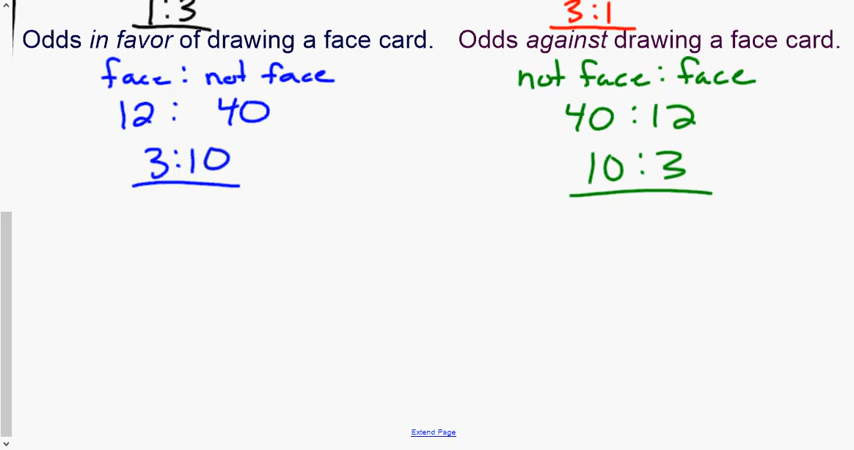 1:3
3:1
Odds in favor of drawing a face card.
face: not face
12: 40
3:10
Odds against drawing a face card.
not face: face
40:12
10:3
Extend Page